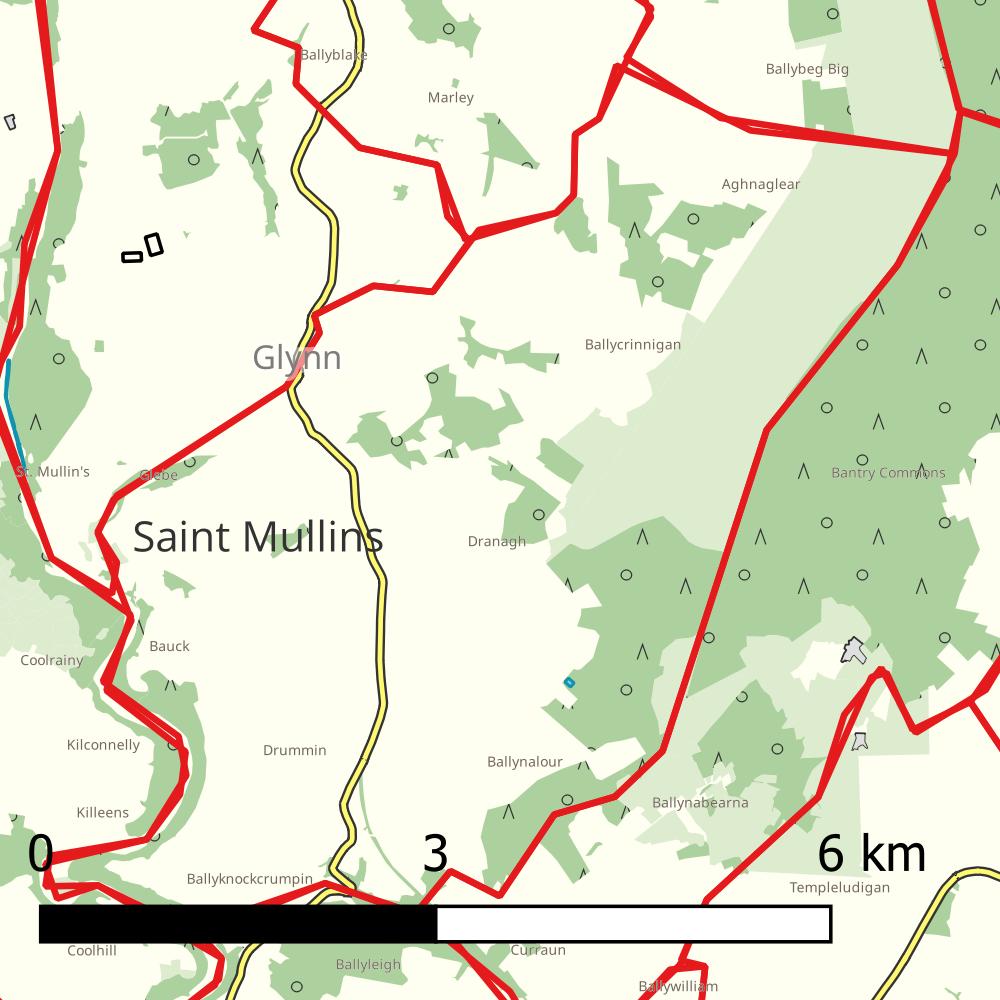 Ballyblake
Ballybeg Big
Marley
Aghnaglear
Ballycrinnigan
Glynn
St. Mullin's
Glebe
Bantry Commons
Saint Mullins
Dranagh
Bauck
Coolrainy
Kilconnelly
Drummin
Ballynalour
Ballynabearna
Killeens
0 3 6 km
Ballyknockcrumpin
Templeludigan
Coolhill
Curraun
Ballyleigh
Ballywilliam